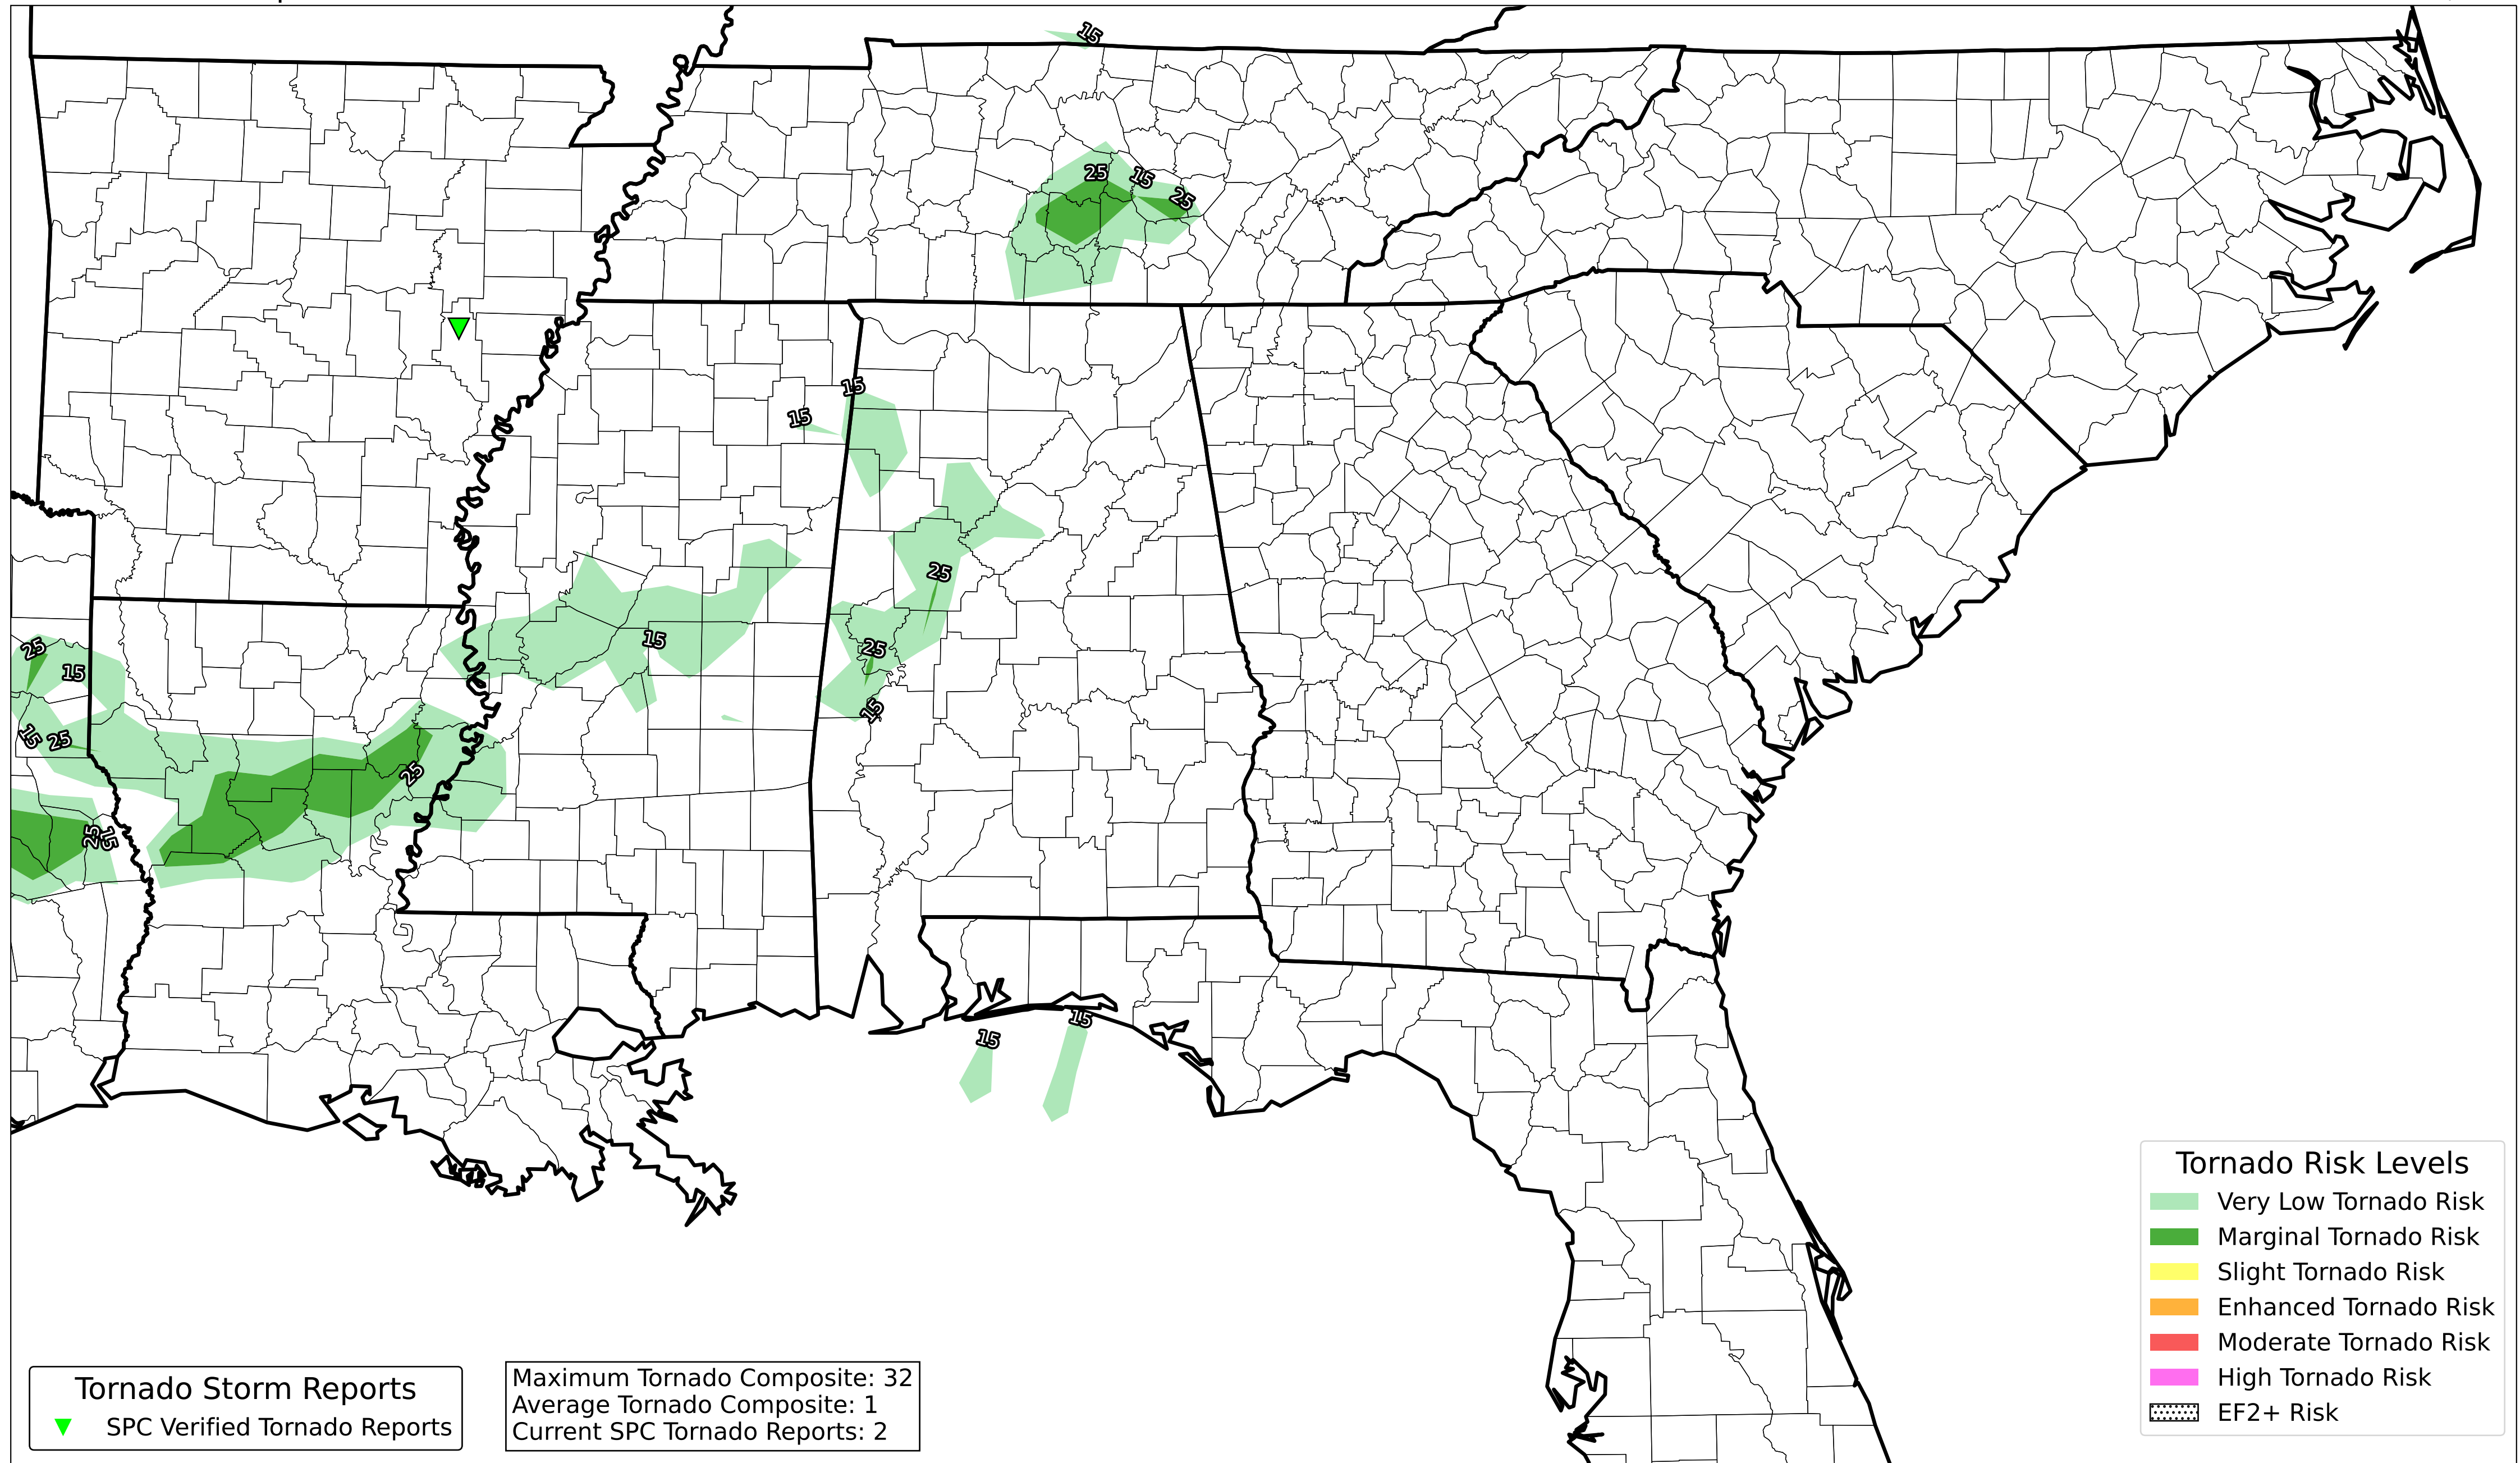 15
25
15
25
15
15
25
15
25
25
15
15
25
15
25
25
15
15
15
Tornado Risk Levels
Very Low Tornado Risk
Marginal Tornado Risk
Slight Tornado Risk
Enhanced Tornado Risk
Moderate Tornado Risk
High Tornado Risk
EF2+ Risk
Tornado Storm Reports
SPC Verified Tornado Reports
Maximum Tornado Composite: 32
Average Tornado Composite: 1
Current SPC Tornado Reports: 2